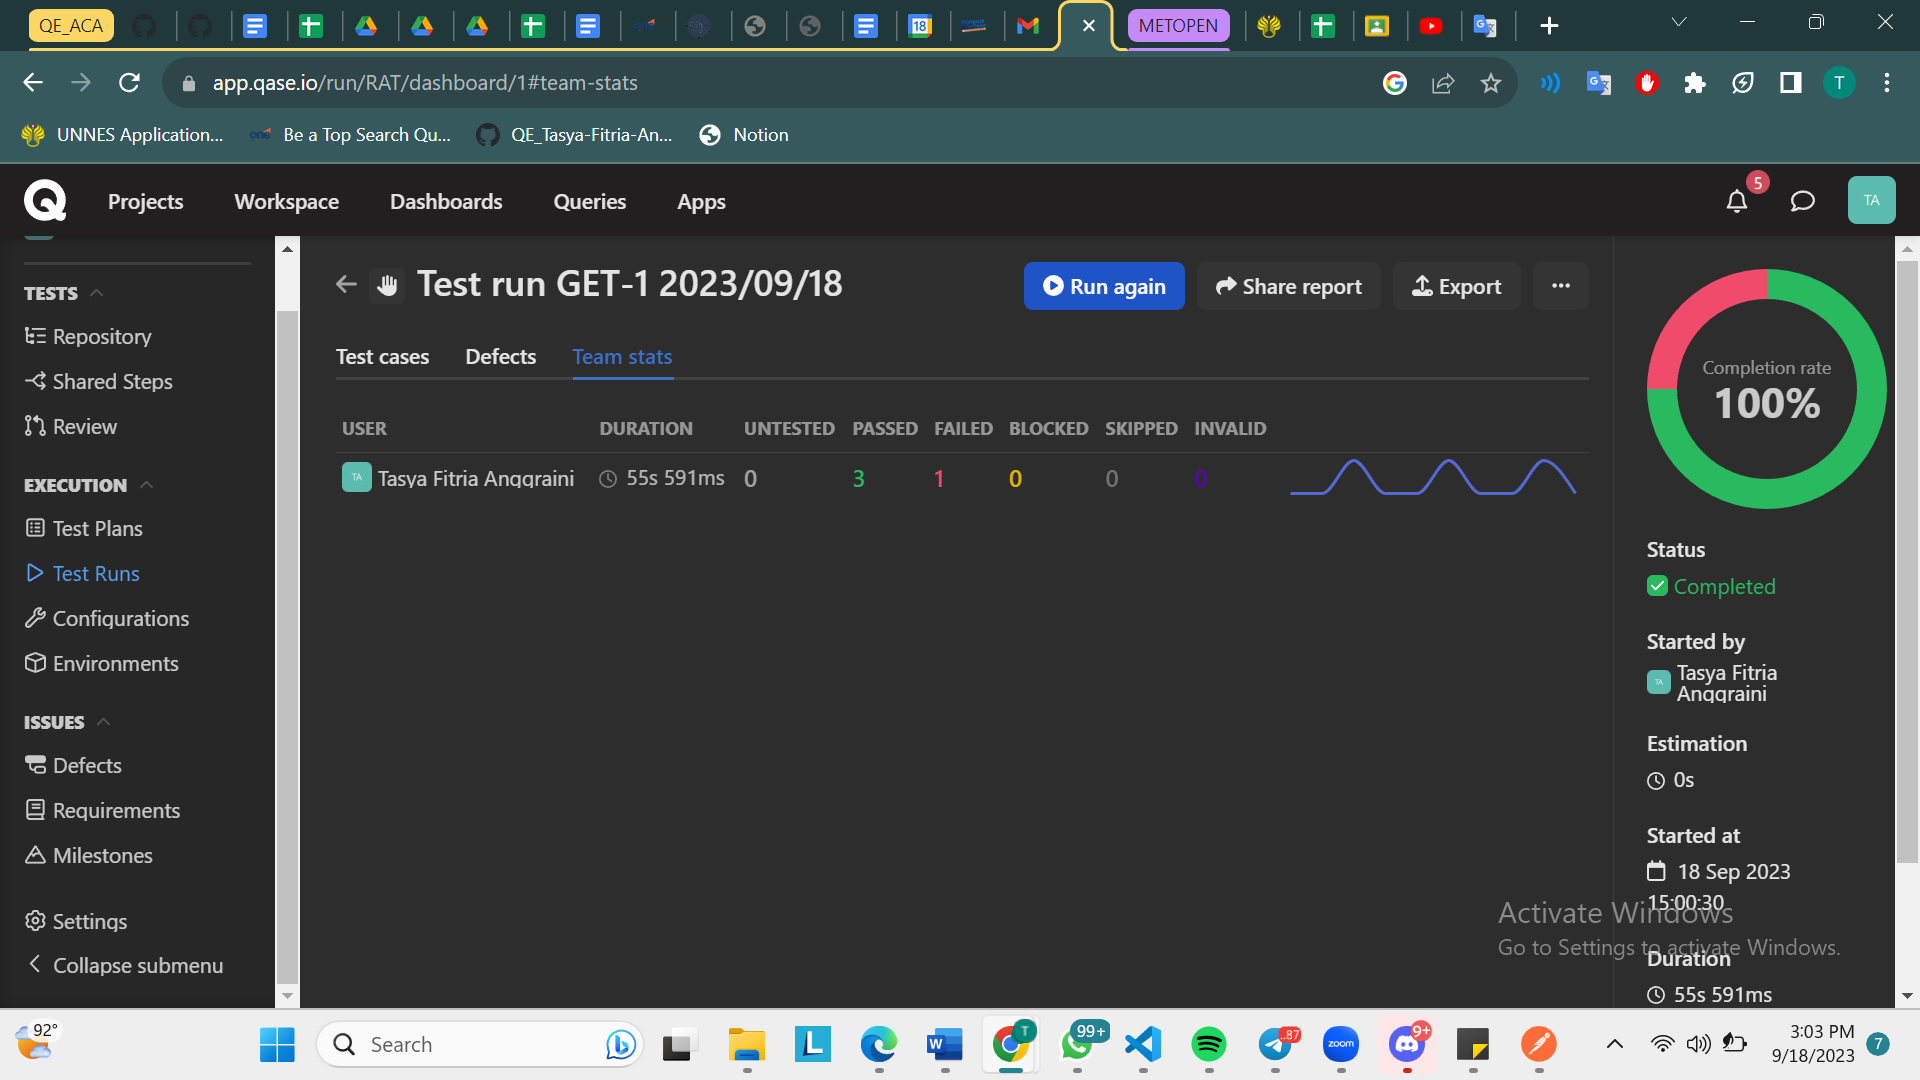 QE_ACA
18
METOPEN
app.qase.io/run/RAT/dashboard/1#team-stats
T
UNNES Application...
one
Be a Top Search Qu...
QE_Tasya-Fitria-An...
Notion
Q
Projects
Workspace
Dashboards
Queries
Apps
5
TA
TESTS
Repository
Shared Steps
Review
EXECUTION
Test Plans
Test Runs
Configurations
Environments
ISSUES
Defects
Requirements
Milestones
Settings
Collapse submenu
Test run GET-1 2023/09/18
Run again
Share report
Export
Test cases
Defects
Team stats
USER DURATION UNTESTED PASSED FAILED BLOCKED SKIPPED INVALID
TA Tasya Fitria Anggraini 55s 591ms 0 3 1 0 0 0
Completion rate
100%
Status
Completed
Started by
TA Tasya Fitria
Anggraini
Estimation
0s
Started at
18 Sep 2023
15:00:30
Duration
55s 591ms
Activate Windows
Go to Settings to activate Windows.
92°
Search
L
W
T
99+
87
zoom
9+
3:03 PM
9/18/2023
7